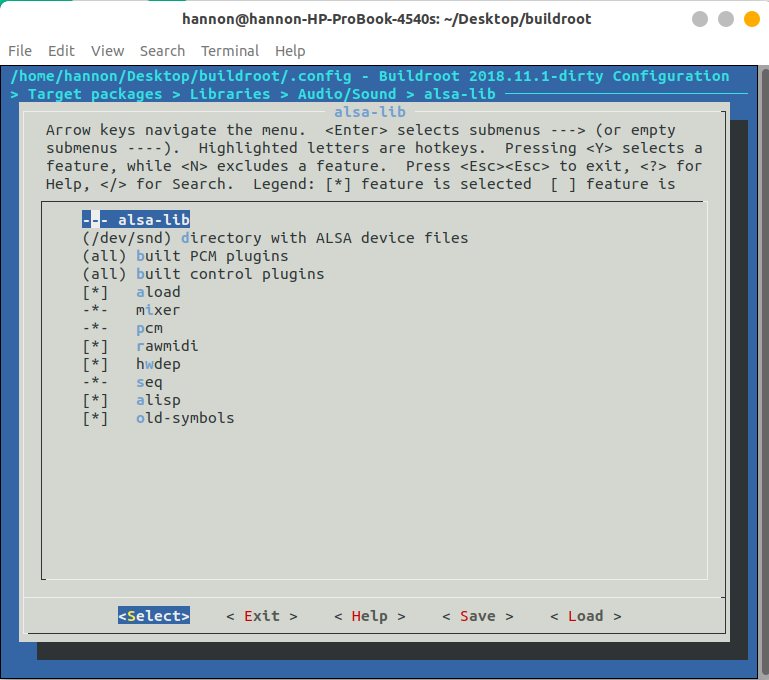 hannon@hannon-HP-ProBook-4540s: ~/Desktop/buildroot
File Edit View Search Terminal Help
/home/hannon/Desktop/buildroot/.config - Buildroot 2018.11.1-dirty Configuration
> Target packages > Libraries > Audio/Sound > alsa-lib
alsa-lib
Arrow keys navigate the menu. <Enter> selects submenus ---> (or empty
submenus ----). Highlighted letters are hotkeys. Pressing <Y> selects a
feature, while <N> excludes a feature. Press <Esc><Esc> to exit, <?> for
Help, </> for Search. Legend: [*] feature is selected [ ] feature is
--- alsa-lib
(/dev/snd) directory with ALSA device files
(all) built PCM plugins
(all) built control plugins
[*] aload
-*- mixer
-*- pcm
[*] rawmidi
[*] hwdep
-*- seq
[*] alisp
[*] old-symbols
<Select> < Exit > < Help > < Save > < Load >